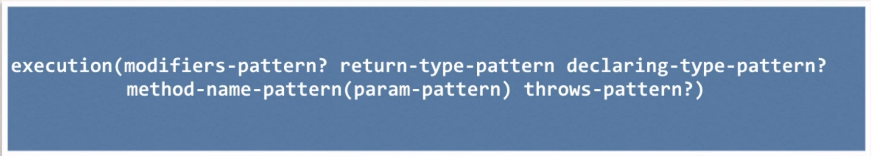 execution(modifiers-pattern? return-type-pattern declaring-type-pattern?
method-name-pattern(param-pattern) throws-pattern?)